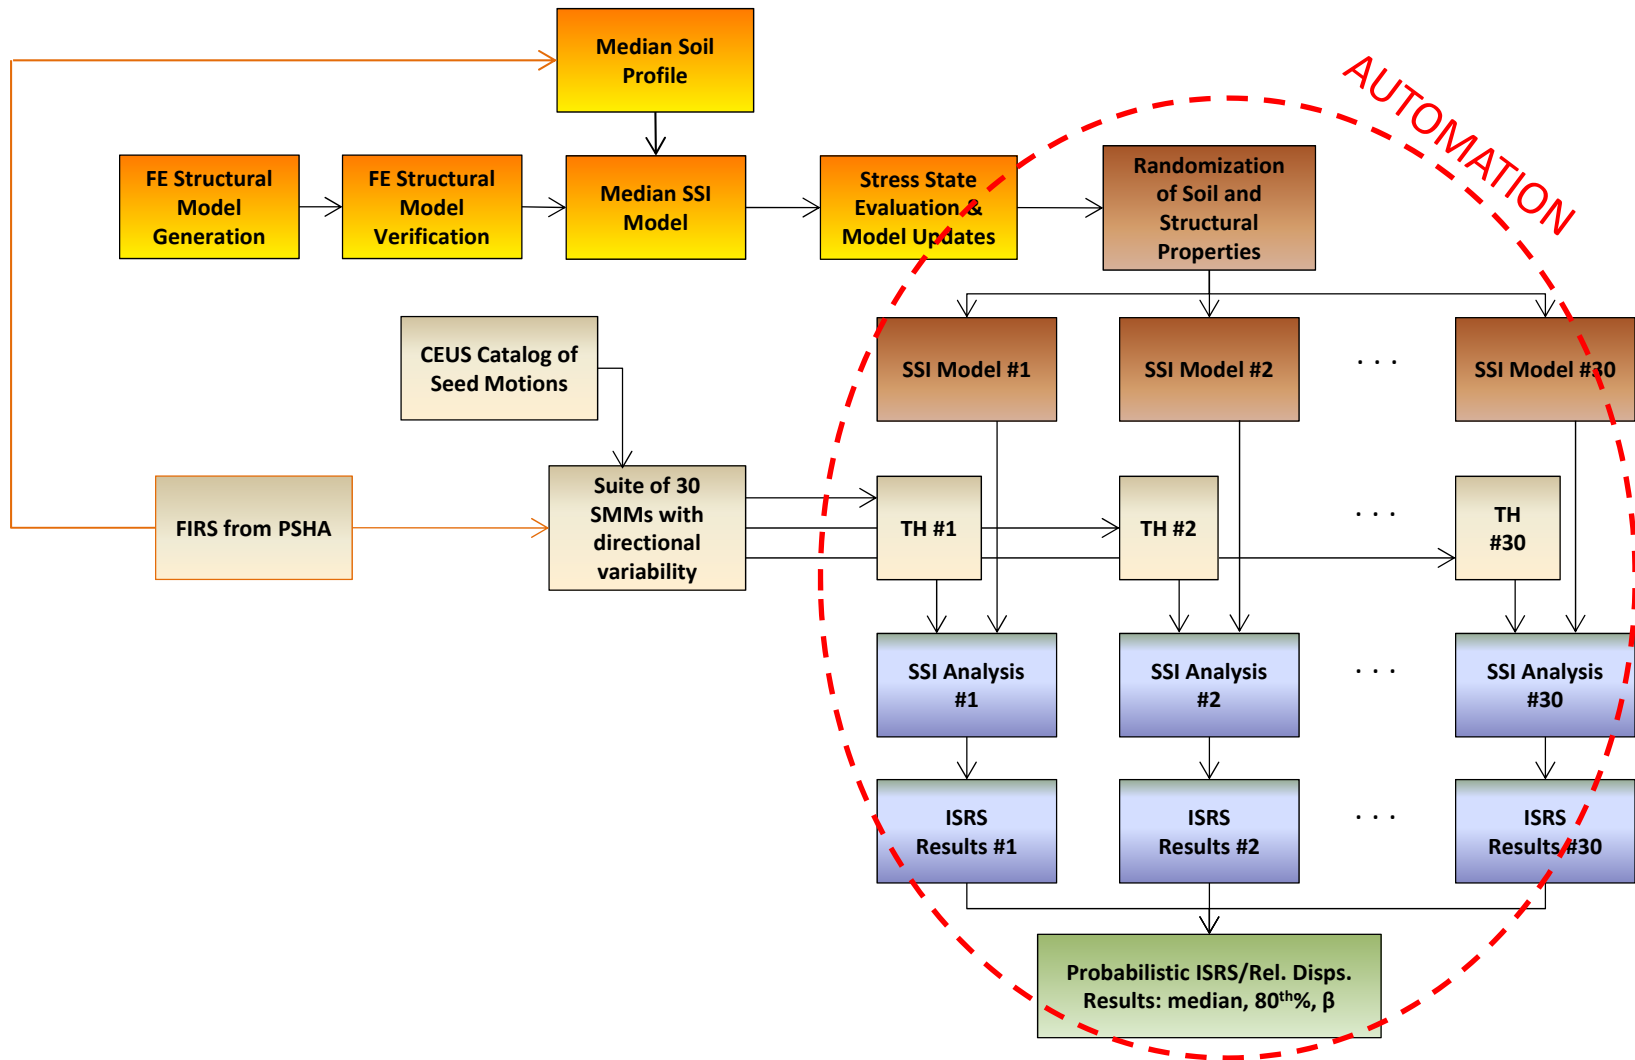 Median Soil
Profile
AUTOMATION
FE Structural
Model
Generation
FE Structural
Model
Verification
Median SSI
Model
Stress State
Evaluation &
Model Updates
Randomization
of Soil and
Structural
Properties
CEUS Catalog of
Seed Motions
SSI Model #1
SSI Model #2
. . .
SSI Model #30
FIRS from PSHA
Suite of 30
SMMs with
directional
variability
TH #1
TH #2
. . .
TH
#30
SSI Analysis
#1
SSI Analysis
#2
. . .
SSI Analysis
#30
ISRS
Results #1
ISRS
Results #2
. . .
ISRS
Results #30
Probabilistic ISRS/Rel. Disps.
Results: median, 80th%, β